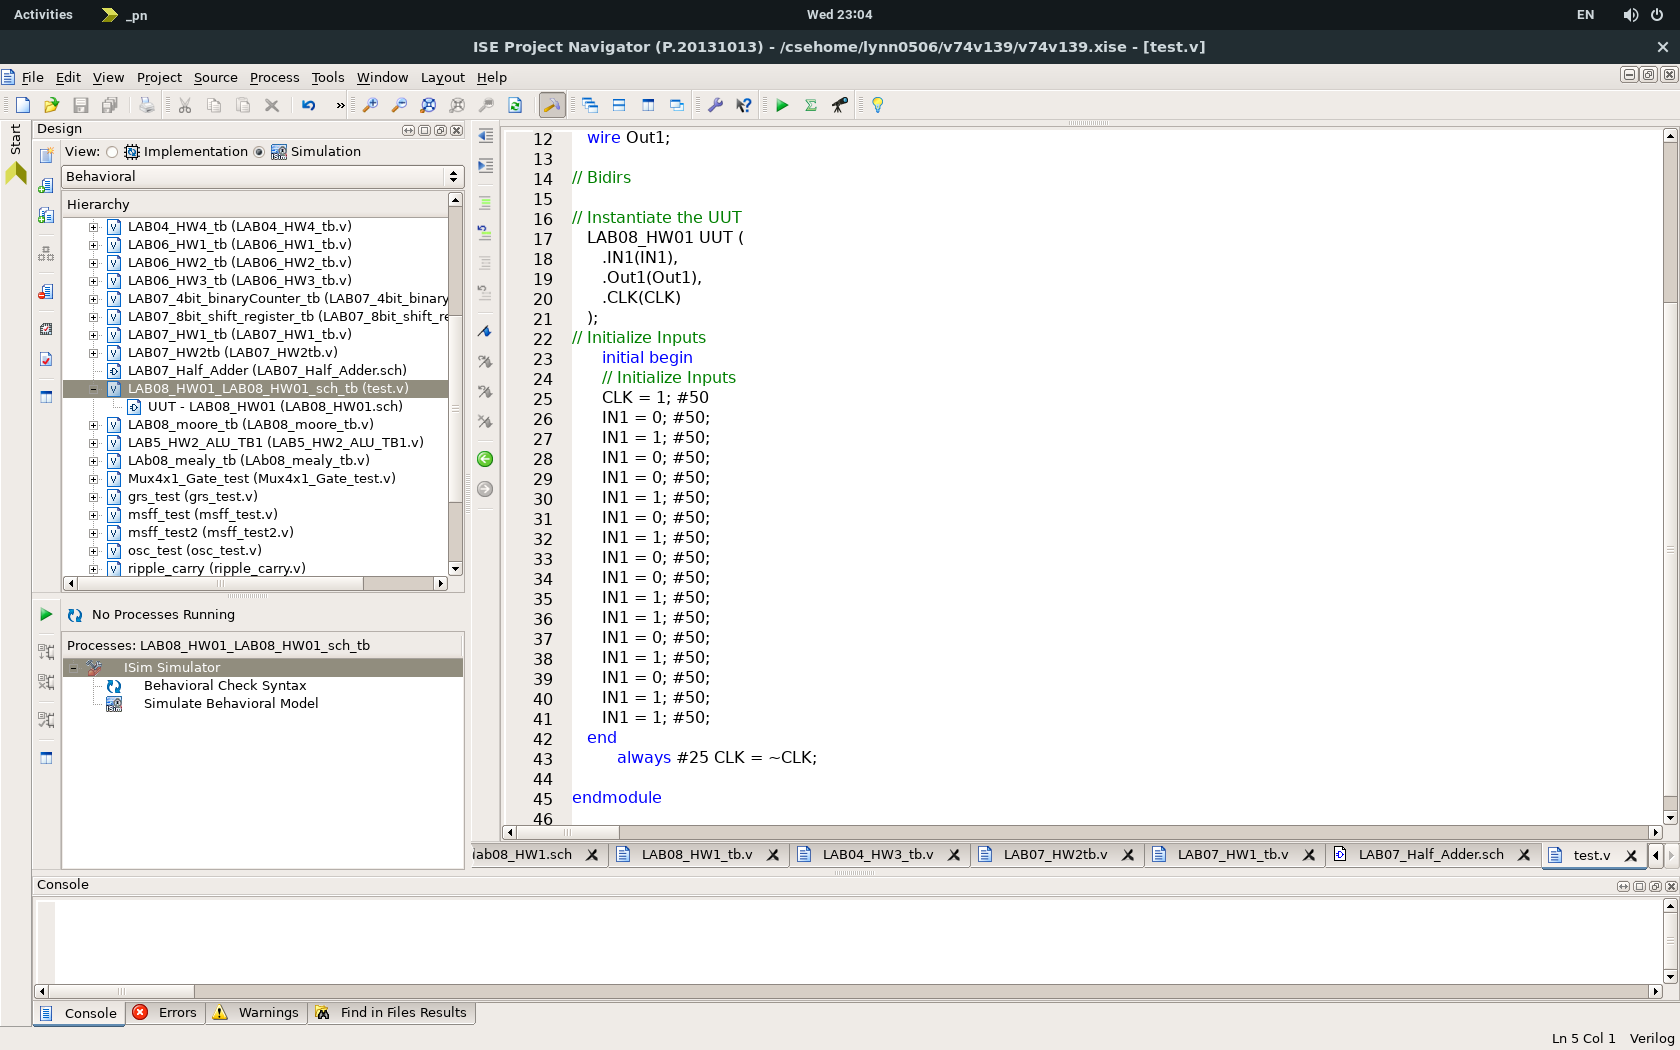 Activities _pn Wed 23:04 EN
ISE Project Navigator (P.20131013) - /csehome/lynn0506/v74v139/v74v139.xise - [test.v]
File Edit View Project Source Process Tools Window Layout Help
Start
Design
View: Implementation Simulation
Behavioral
Hierarchy
LAB04_HW4_tb (LAB04_HW4_tb.v)
LAB06_HW1_tb (LAB06_HW1_tb.v)
LAB06_HW2_tb (LAB06_HW2_tb.v)
LAB06_HW3_tb (LAB06_HW3_tb.v)
LAB07_4bit_binaryCounter_tb (LAB07_4bit_binary
LAB07_8bit_shift_register_tb (LAB07_8bit_shift_re
LAB07_HW1_tb (LAB07_HW1_tb.v)
LAB07_HW2tb (LAB07_HW2tb.v)
LAB07_Half_Adder (LAB07_Half_Adder.sch)
LAB08_HW01_LAB08_HW01_sch_tb (test.v)
UUT - LAB08_HW01 (LAB08_HW01.sch)
LAB08_moore_tb (LAB08_moore_tb.v)
LAB5_HW2_ALU_TB1 (LAB5_HW2_ALU_TB1.v)
LAb08_mealy_tb (LAb08_mealy_tb.v)
Mux4x1_Gate_test (Mux4x1_Gate_test.v)
grs_test (grs_test.v)
msff_test (msff_test.v)
msff_test2 (msff_test2.v)
osc_test (osc_test.v)
ripple_carry (ripple_carry.v)
No Processes Running
Processes: LAB08_HW01_LAB08_HW01_sch_tb
ISim Simulator
Behavioral Check Syntax
Simulate Behavioral Model
12 wire Out1;
13
14 // Bidirs
15
16 // Instantiate the UUT
17 LAB08_HW01 UUT (
18 .IN1(IN1),
19 .Out1(Out1),
20 .CLK(CLK)
21 );
22 // Initialize Inputs
23 initial begin
24 // Initialize Inputs
25 CLK = 1; #50
26 IN1 = 0; #50;
27 IN1 = 1; #50;
28 IN1 = 0; #50;
29 IN1 = 0; #50;
30 IN1 = 1; #50;
31 IN1 = 0; #50;
32 IN1 = 1; #50;
33 IN1 = 0; #50;
34 IN1 = 0; #50;
35 IN1 = 1; #50;
36 IN1 = 1; #50;
37 IN1 = 0; #50;
38 IN1 = 1; #50;
39 IN1 = 0; #50;
40 IN1 = 1; #50;
41 IN1 = 1; #50;
42 end
43 always #25 CLK = ~CLK;
44
45 endmodule
46
lab08_HW1.sch LAB08_HW1_tb.v LAB04_HW3_tb.v LAB07_HW2tb.v LAB07_HW1_tb.v LAB07_Half_Adder.sch test.v
Console
Console Errors Warnings Find in Files Results
Ln 5 Col 1 Verilog